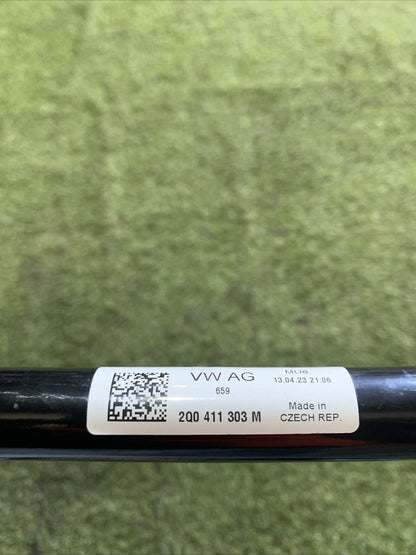 VW AG
659
2Q0 411 303 M
MU6
13.04.23 21:06
Made in
CZECH REP.